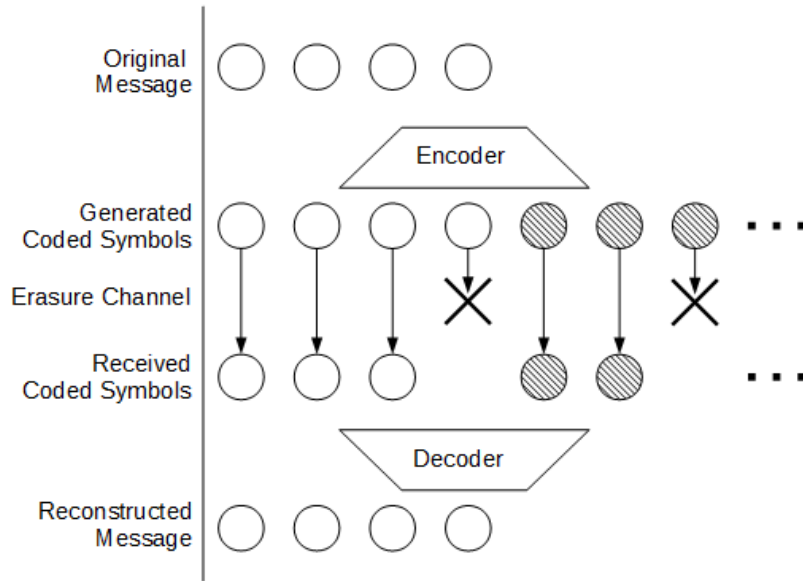 Original
Message
Encoder
Generated
Coded Symbols
Erasure Channel
Received
Coded Symbols
Decoder
Reconstructed
Message